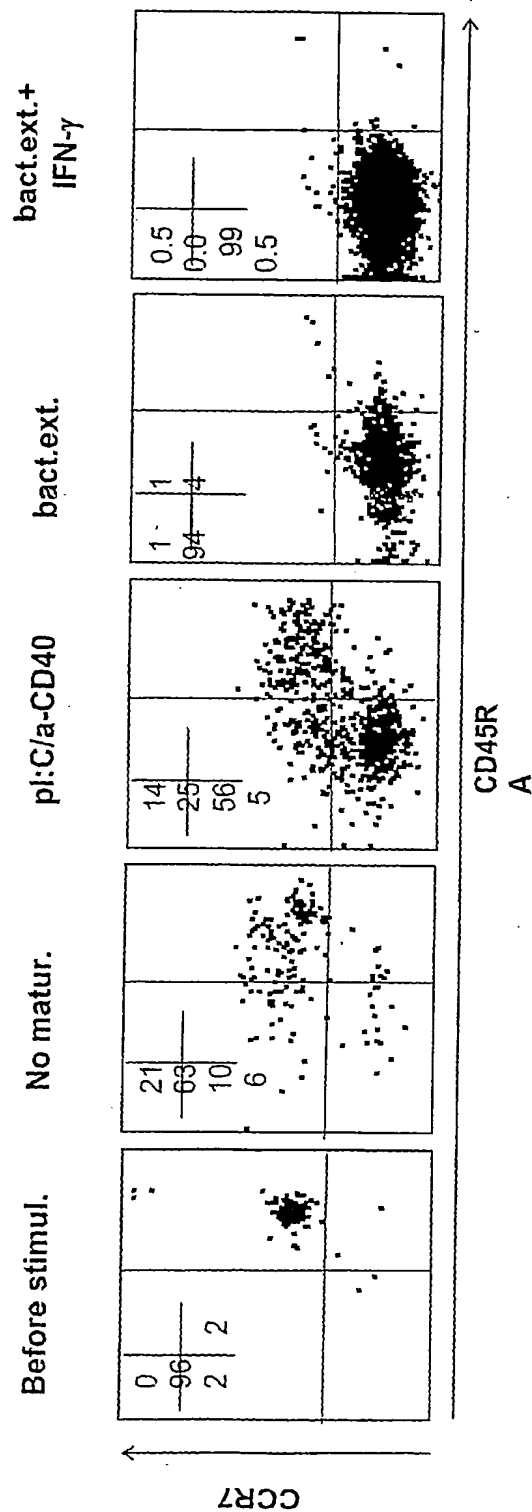 Before stimul.
No matur.
pI:C/a-CD40
bact.ext.
bact.ext.+
IFN-γ
0
96
2
2
21
63
10
6
14
25
56
5
1 1
94 4
0.5
0.0
99
0.5
CCR7
CD45R
A